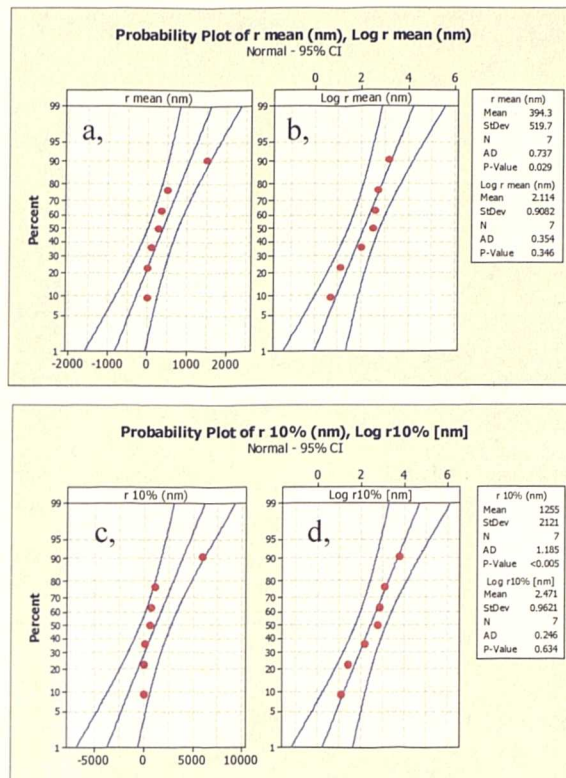 Probability Plot of r mean (nm), Log r mean (nm)
Normal - 95% CI
0 2 4 6
r mean (nm)
Log r mean (nm)
a,
b,
99
95
90
80
70
60
50
40
30
20
10
5
1
Percent
-2000 -1000 0 1000 2000
r mean (nm)
Mean 394.3
StDev 519.7
N 7
AD 0.737
P-Value 0.029
Log r mean (nm)
Mean 2.114
StDev 0.9082
N 7
AD 0.354
P-Value 0.346
Probability Plot of r 10% (nm), Log r10% [nm]
Normal - 95% CI
0 2 4 6
r 10% (nm)
Log r10% [nm]
c,
d,
99
95
90
80
70
60
50
40
30
20
10
5
1
Percent
-5000 0 5000 10000
r 10% (nm)
Mean 1255
StDev 2121
N 7
AD 1.185
P-Value <0.005
Log r10% [nm]
Mean 2.471
StDev 0.9621
N 7
AD 0.246
P-Value 0.634